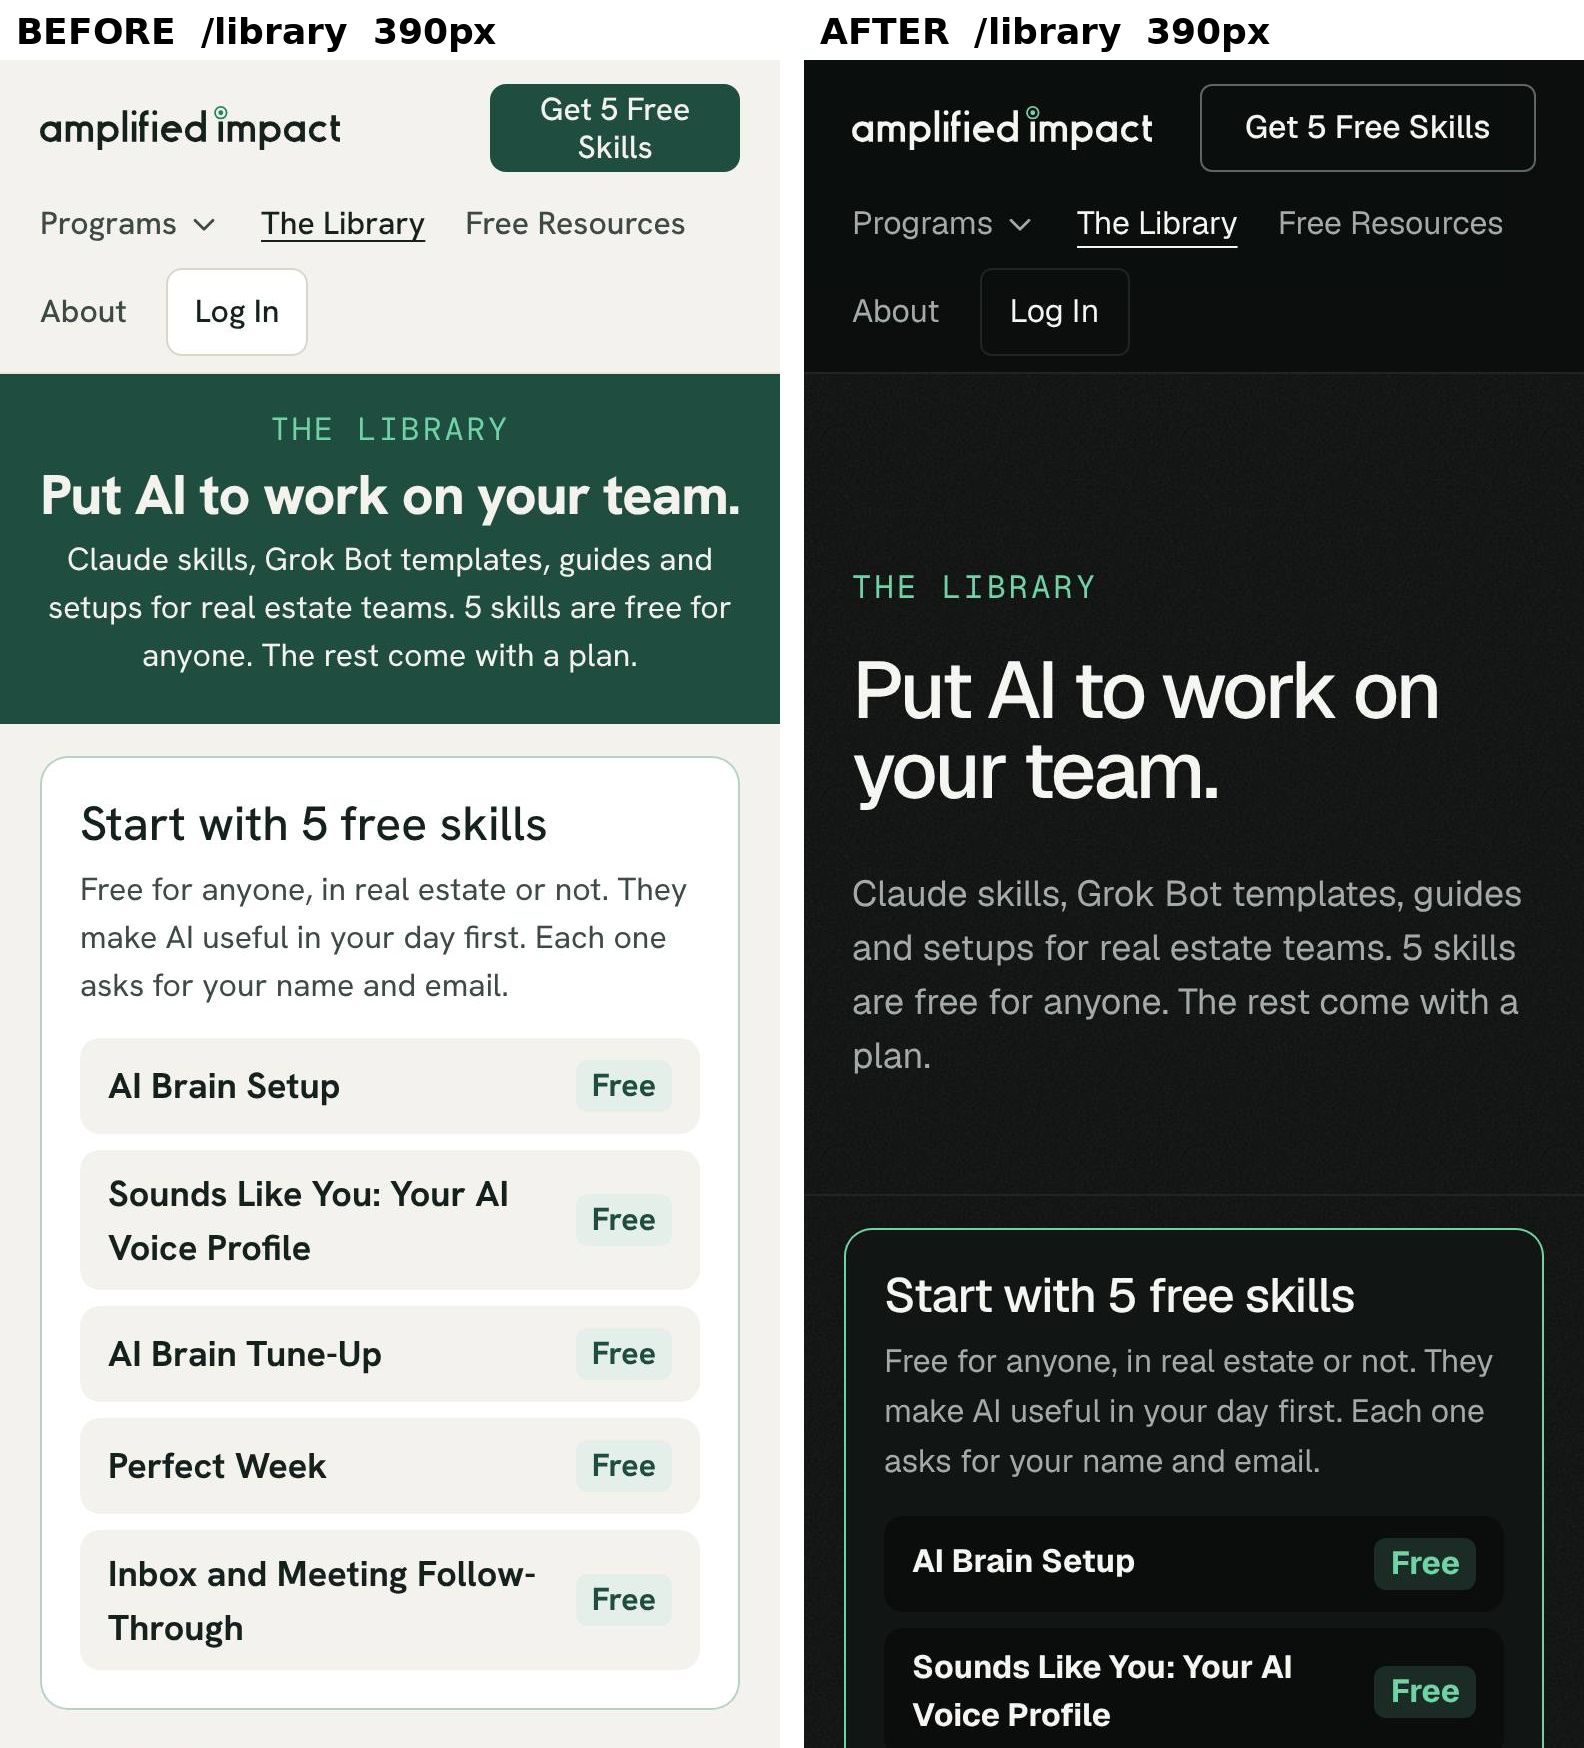 BEFORE /library 390px
amplified impact
Get 5 Free
Skills
Programs
The Library
Free Resources
About
Log In
THE LIBRARY
Put AI to work on your team.
Claude skills, Grok Bot templates, guides and
setups for real estate teams. 5 skills are free for
anyone. The rest come with a plan.
Start with 5 free skills
Free for anyone, in real estate or not. They
make AI useful in your day first. Each one
asks for your name and email.
AI Brain Setup
Free
Sounds Like You: Your AI
Voice Profile
Free
AI Brain Tune-Up
Free
Perfect Week
Free
Inbox and Meeting Follow-
Through
Free
AFTER /library 390px
amplified impact
Get 5 Free Skills
Programs
The Library
Free Resources
About
Log In
THE LIBRARY
Put AI to work on
your team.
Claude skills, Grok Bot templates, guides
and setups for real estate teams. 5 skills
are free for anyone. The rest come with a
plan.
Start with 5 free skills
Free for anyone, in real estate or not. They
make AI useful in your day first. Each one
asks for your name and email.
AI Brain Setup
Free
Sounds Like You: Your AI
Voice Profile
Free